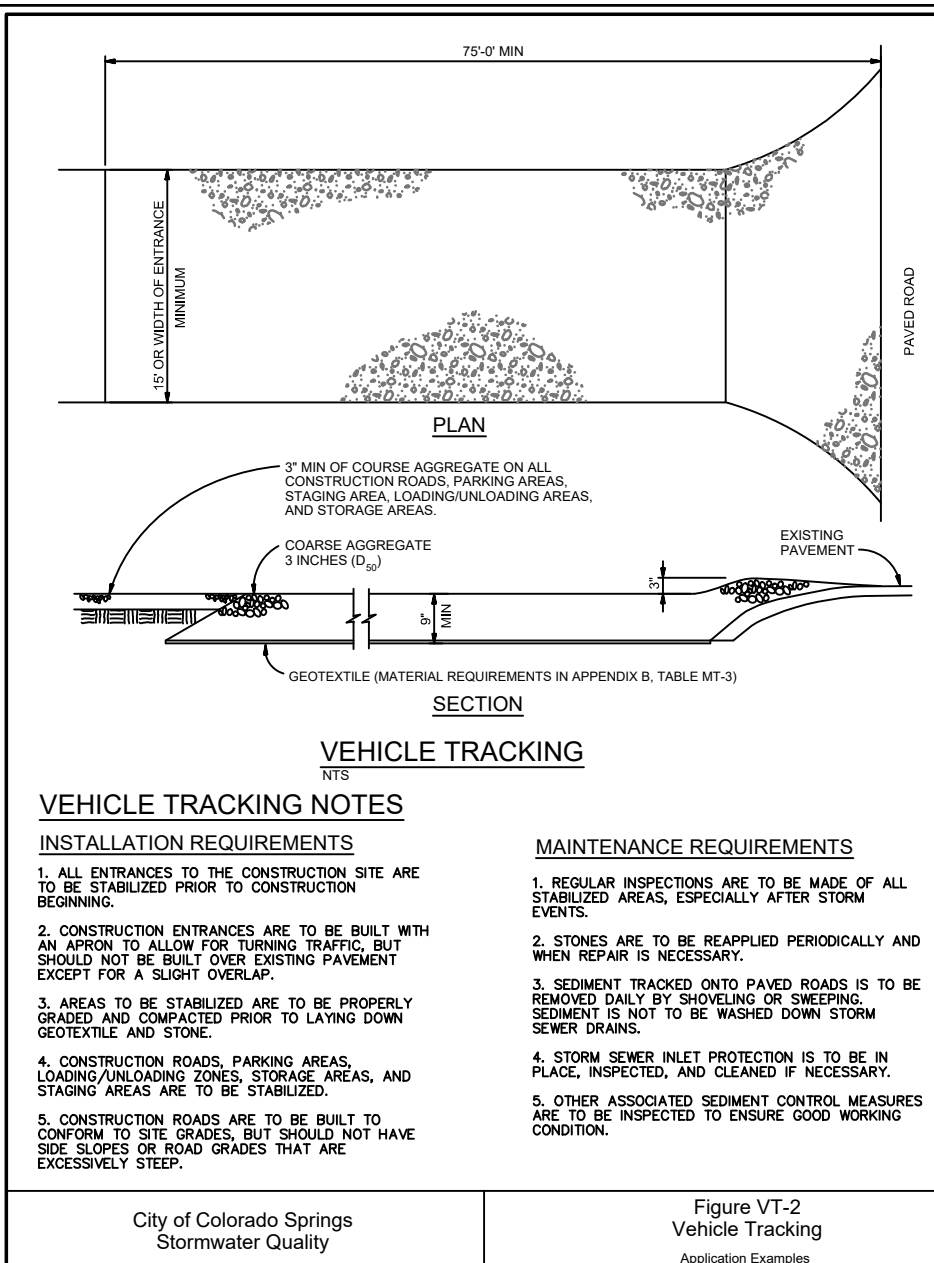 75'-0' MIN
15' OR WIDTH OF ENTRANCE
MINIMUM
PAVED ROAD
PLAN
3" MIN OF COURSE AGGREGATE ON ALL
CONSTRUCTION ROADS, PARKING AREAS,
STAGING AREA, LOADING/UNLOADING AREAS,
AND STORAGE AREAS.
COARSE AGGREGATE
3 INCHES (D50)
EXISTING
PAVEMENT
3"
9"
MIN
GEOTEXTILE (MATERIAL REQUIREMENTS IN APPENDIX B, TABLE MT-3)
SECTION
VEHICLE TRACKING
NTS
VEHICLE TRACKING NOTES
INSTALLATION REQUIREMENTS
1. ALL ENTRANCES TO THE CONSTRUCTION SITE ARE
TO BE STABILIZED PRIOR TO CONSTRUCTION
BEGINNING.
2. CONSTRUCTION ENTRANCES ARE TO BE BUILT WITH
AN APRON TO ALLOW FOR TURNING TRAFFIC, BUT
SHOULD NOT BE BUILT OVER EXISTING PAVEMENT
EXCEPT FOR A SLIGHT OVERLAP.
3. AREAS TO BE STABILIZED ARE TO BE PROPERLY
GRADED AND COMPACTED PRIOR TO LAYING DOWN
GEOTEXTILE AND STONE.
4. CONSTRUCTION ROADS, PARKING AREAS,
LOADING/UNLOADING ZONES, STORAGE AREAS, AND
STAGING AREAS ARE TO BE STABILIZED.
5. CONSTRUCTION ROADS ARE TO BE BUILT TO
CONFORM TO SITE GRADES, BUT SHOULD NOT HAVE
SIDE SLOPES OR ROAD GRADES THAT ARE
EXCESSIVELY STEEP.
MAINTENANCE REQUIREMENTS
1. REGULAR INSPECTIONS ARE TO BE MADE OF ALL
STABILIZED AREAS, ESPECIALLY AFTER STORM
EVENTS.
2. STONES ARE TO BE REAPPLIED PERIODICALLY AND
WHEN REPAIR IS NECESSARY.
3. SEDIMENT TRACKED ONTO PAVED ROADS IS TO BE
REMOVED DAILY BY SHOVELING OR SWEEPING.
SEDIMENT IS NOT TO BE WASHED DOWN STORM
SEWER DRAINS.
4. STORM SEWER INLET PROTECTION IS TO BE IN
PLACE, INSPECTED, AND CLEANED IF NECESSARY.
5. OTHER ASSOCIATED SEDIMENT CONTROL MEASURES
ARE TO BE INSPECTED TO ENSURE GOOD WORKING
CONDITION.
City of Colorado Springs
Stormwater Quality
Figure VT-2
Vehicle Tracking
Application Examples